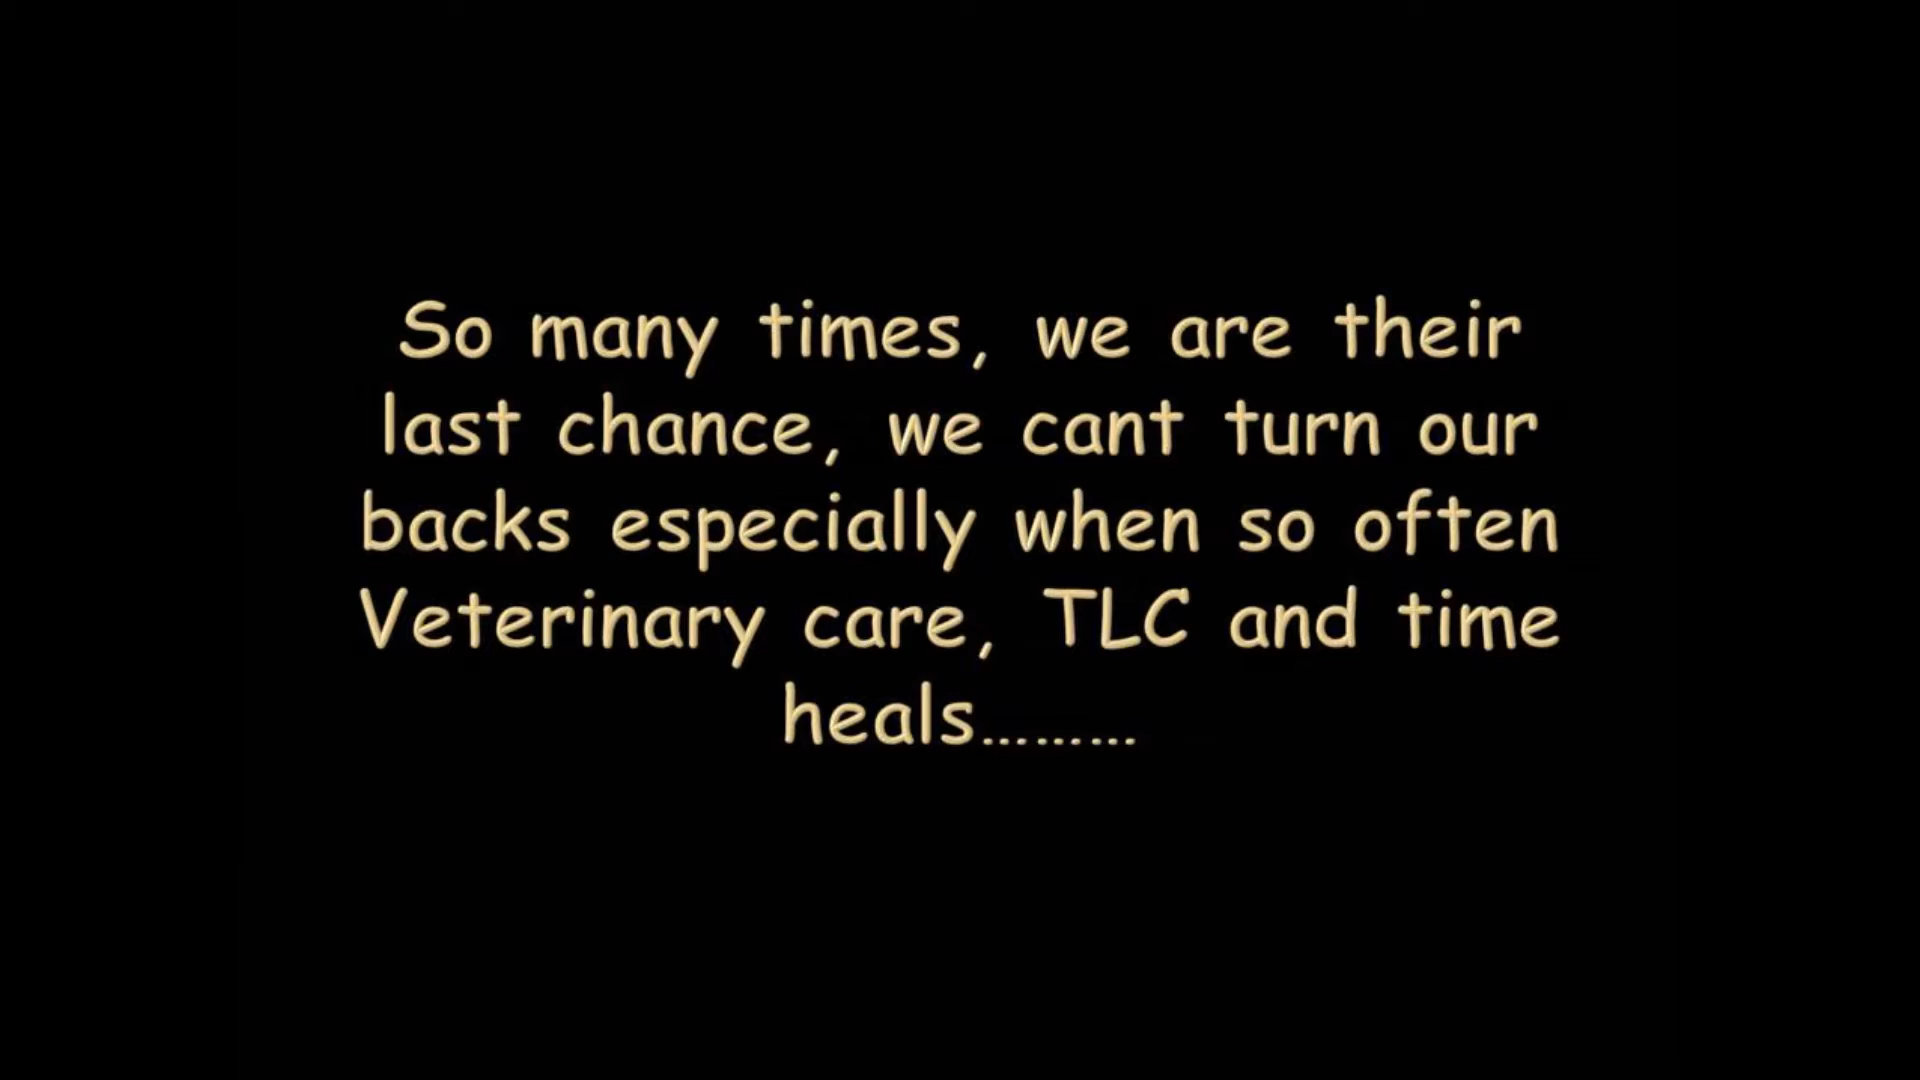 So many times, we are their
last chance, we cant turn our
backs especially when so often
Veterinary care, TLC and time
heals.........